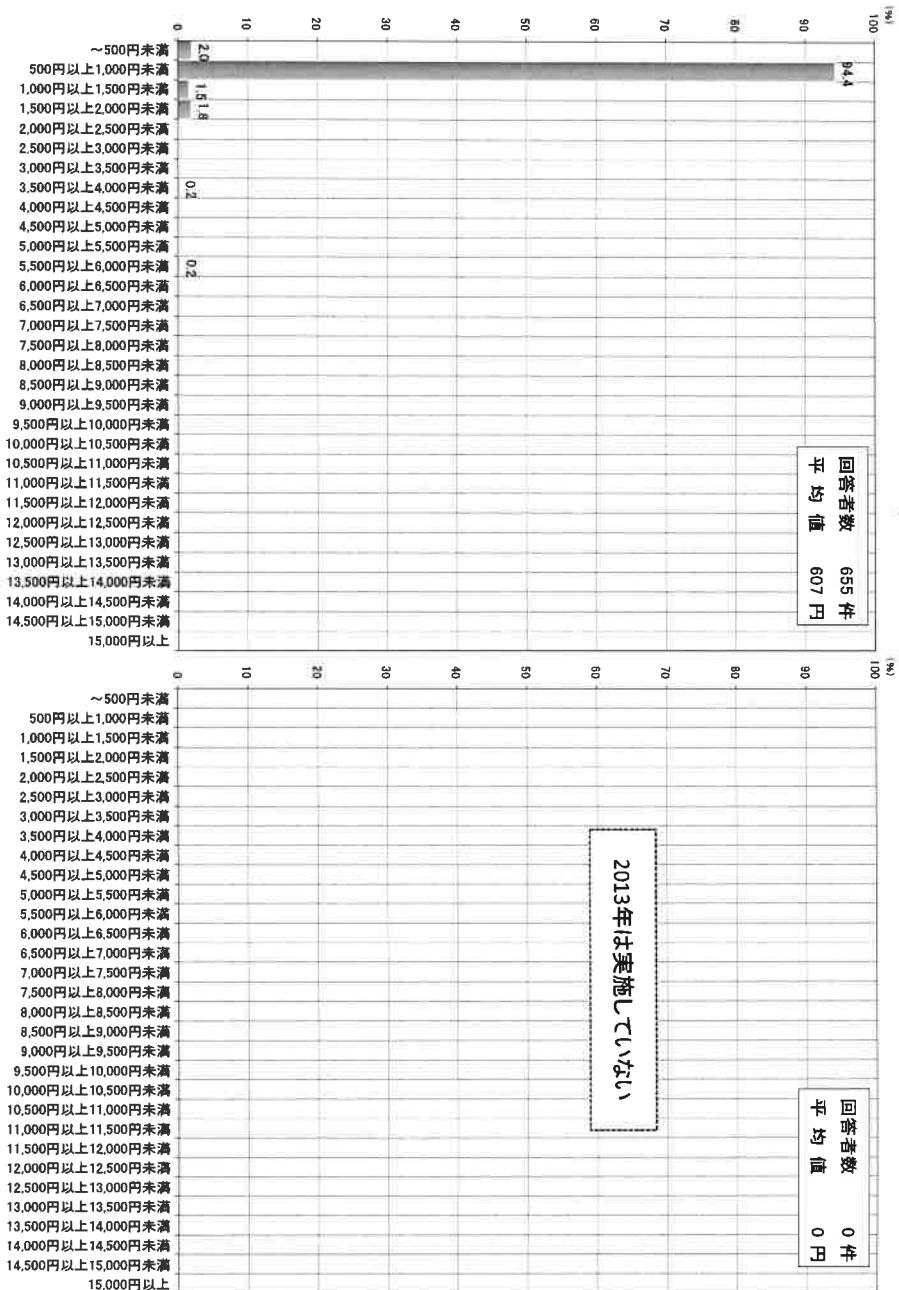 (%)
100
90
80
70
60
50
40
30
20
10
0
2.0
94.4
1.5
1.8
0.2
0.2
回答者数 655 件
平均値 607 円
~500円未満
500円以上1,000円未満
1,000円以上1,500円未満
1,500円以上2,000円未満
2,000円以上2,500円未満
2,500円以上3,000円未満
3,000円以上3,500円未満
3,500円以上4,000円未満
4,000円以上4,500円未満
4,500円以上5,000円未満
5,000円以上5,500円未満
5,500円以上6,000円未満
6,000円以上6,500円未満
6,500円以上7,000円未満
7,000円以上7,500円未満
7,500円以上8,000円未満
8,000円以上8,500円未満
8,500円以上9,000円未満
9,000円以上9,500円未満
9,500円以上10,000円未満
10,000円以上10,500円未満
10,500円以上11,000円未満
11,000円以上11,500円未満
11,500円以上12,000円未満
12,000円以上12,500円未満
12,500円以上13,000円未満
13,000円以上13,500円未満
13,500円以上14,000円未満
14,000円以上14,500円未満
14,500円以上15,000円未満
15,000円以上
(%)
100
90
80
70
60
50
40
30
20
10
0
2013年は実施していない
回答者数 0 件
平均値 0 円
~500円未満
500円以上1,000円未満
1,000円以上1,500円未満
1,500円以上2,000円未満
2,000円以上2,500円未満
2,500円以上3,000円未満
3,000円以上3,500円未満
3,500円以上4,000円未満
4,000円以上4,500円未満
4,500円以上5,000円未満
5,000円以上5,500円未満
5,500円以上6,000円未満
6,000円以上6,500円未満
6,500円以上7,000円未満
7,000円以上7,500円未満
7,500円以上8,000円未満
8,000円以上8,500円未満
8,500円以上9,000円未満
9,000円以上9,500円未満
9,500円以上10,000円未満
10,000円以上10,500円未満
10,500円以上11,000円未満
11,000円以上11,500円未満
11,500円以上12,000円未満
12,000円以上12,500円未満
12,500円以上13,000円未満
13,000円以上13,500円未満
13,500円以上14,000円未満
14,000円以上14,500円未満
14,500円以上15,000円未満
15,000円以上